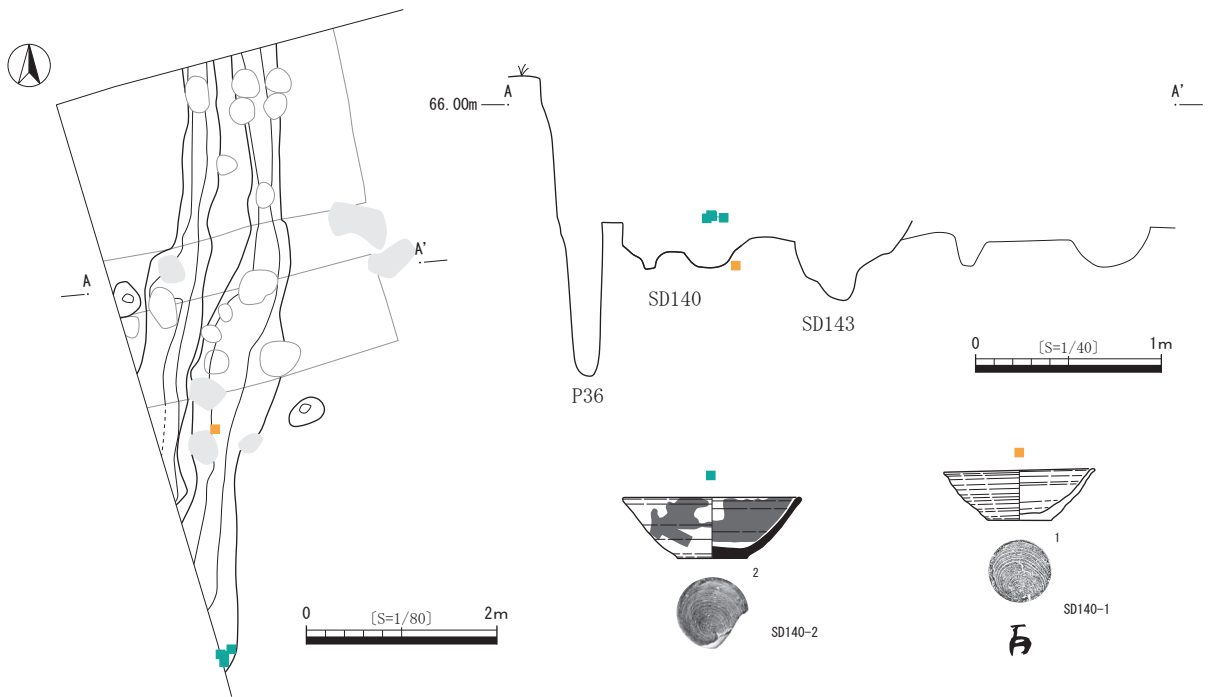 66.00m
A
A'
A
A'
SD140
SD143
P36
0 〔S=1/40〕 1m
0 〔S=1/80〕 2m
2
SD140-2
1
SD140-1